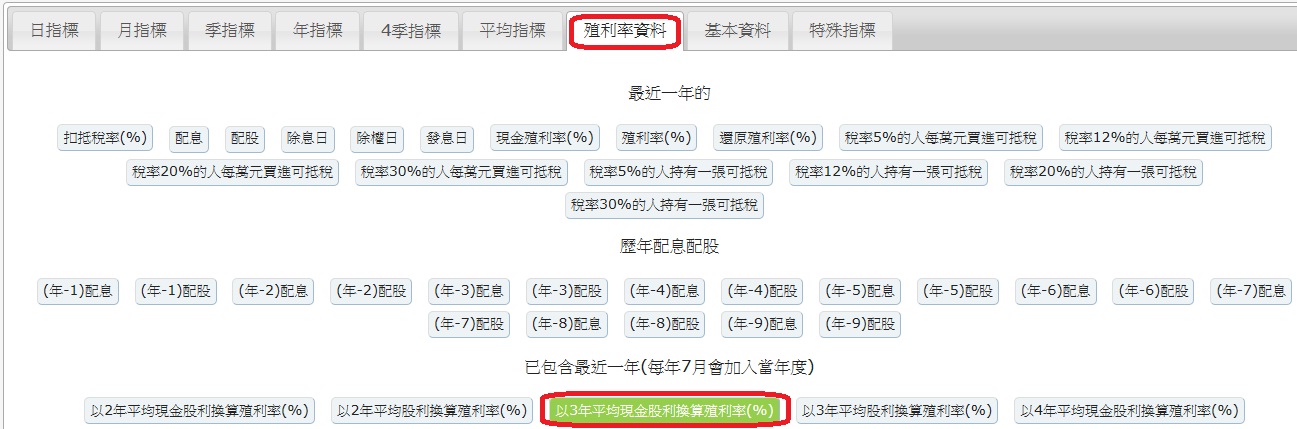 日指標 月指標 季指標 年指標 4季指標 平均指標 殖利率資料 基本資料 特殊指標
最近一年的
扣抵稅率(%) 配息 配股 除息日 除權日 發息日 現金殖利率(%) 殖利率(%) 還原殖利率(%) 稅率5%的人每萬元買進可抵稅 稅率12%的人每萬元買進可抵稅
稅率20%的人每萬元買進可抵稅 稅率30%的人每萬元買進可抵稅 稅率5%的人持有一張可抵稅 稅率12%的人持有一張可抵稅 稅率20%的人持有一張可抵稅
稅率30%的人持有一張可抵稅
歷年配息配股
(年-1)配息 (年-1)配股 (年-2)配息 (年-2)配股 (年-3)配息 (年-3)配股 (年-4)配息 (年-4)配股 (年-5)配息 (年-5)配股 (年-6)配息 (年-6)配股 (年-7)配息
(年-7)配股 (年-8)配息 (年-8)配股 (年-9)配息 (年-9)配股
已包含最近一年(每年7月會加入當年度)
以2年平均現金股利換算殖利率(%) 以2年平均股利換算殖利率(%) 以3年平均現金股利換算殖利率(%) 以3年平均股利換算殖利率(%) 以4年平均現金股利換算殖利率(%)